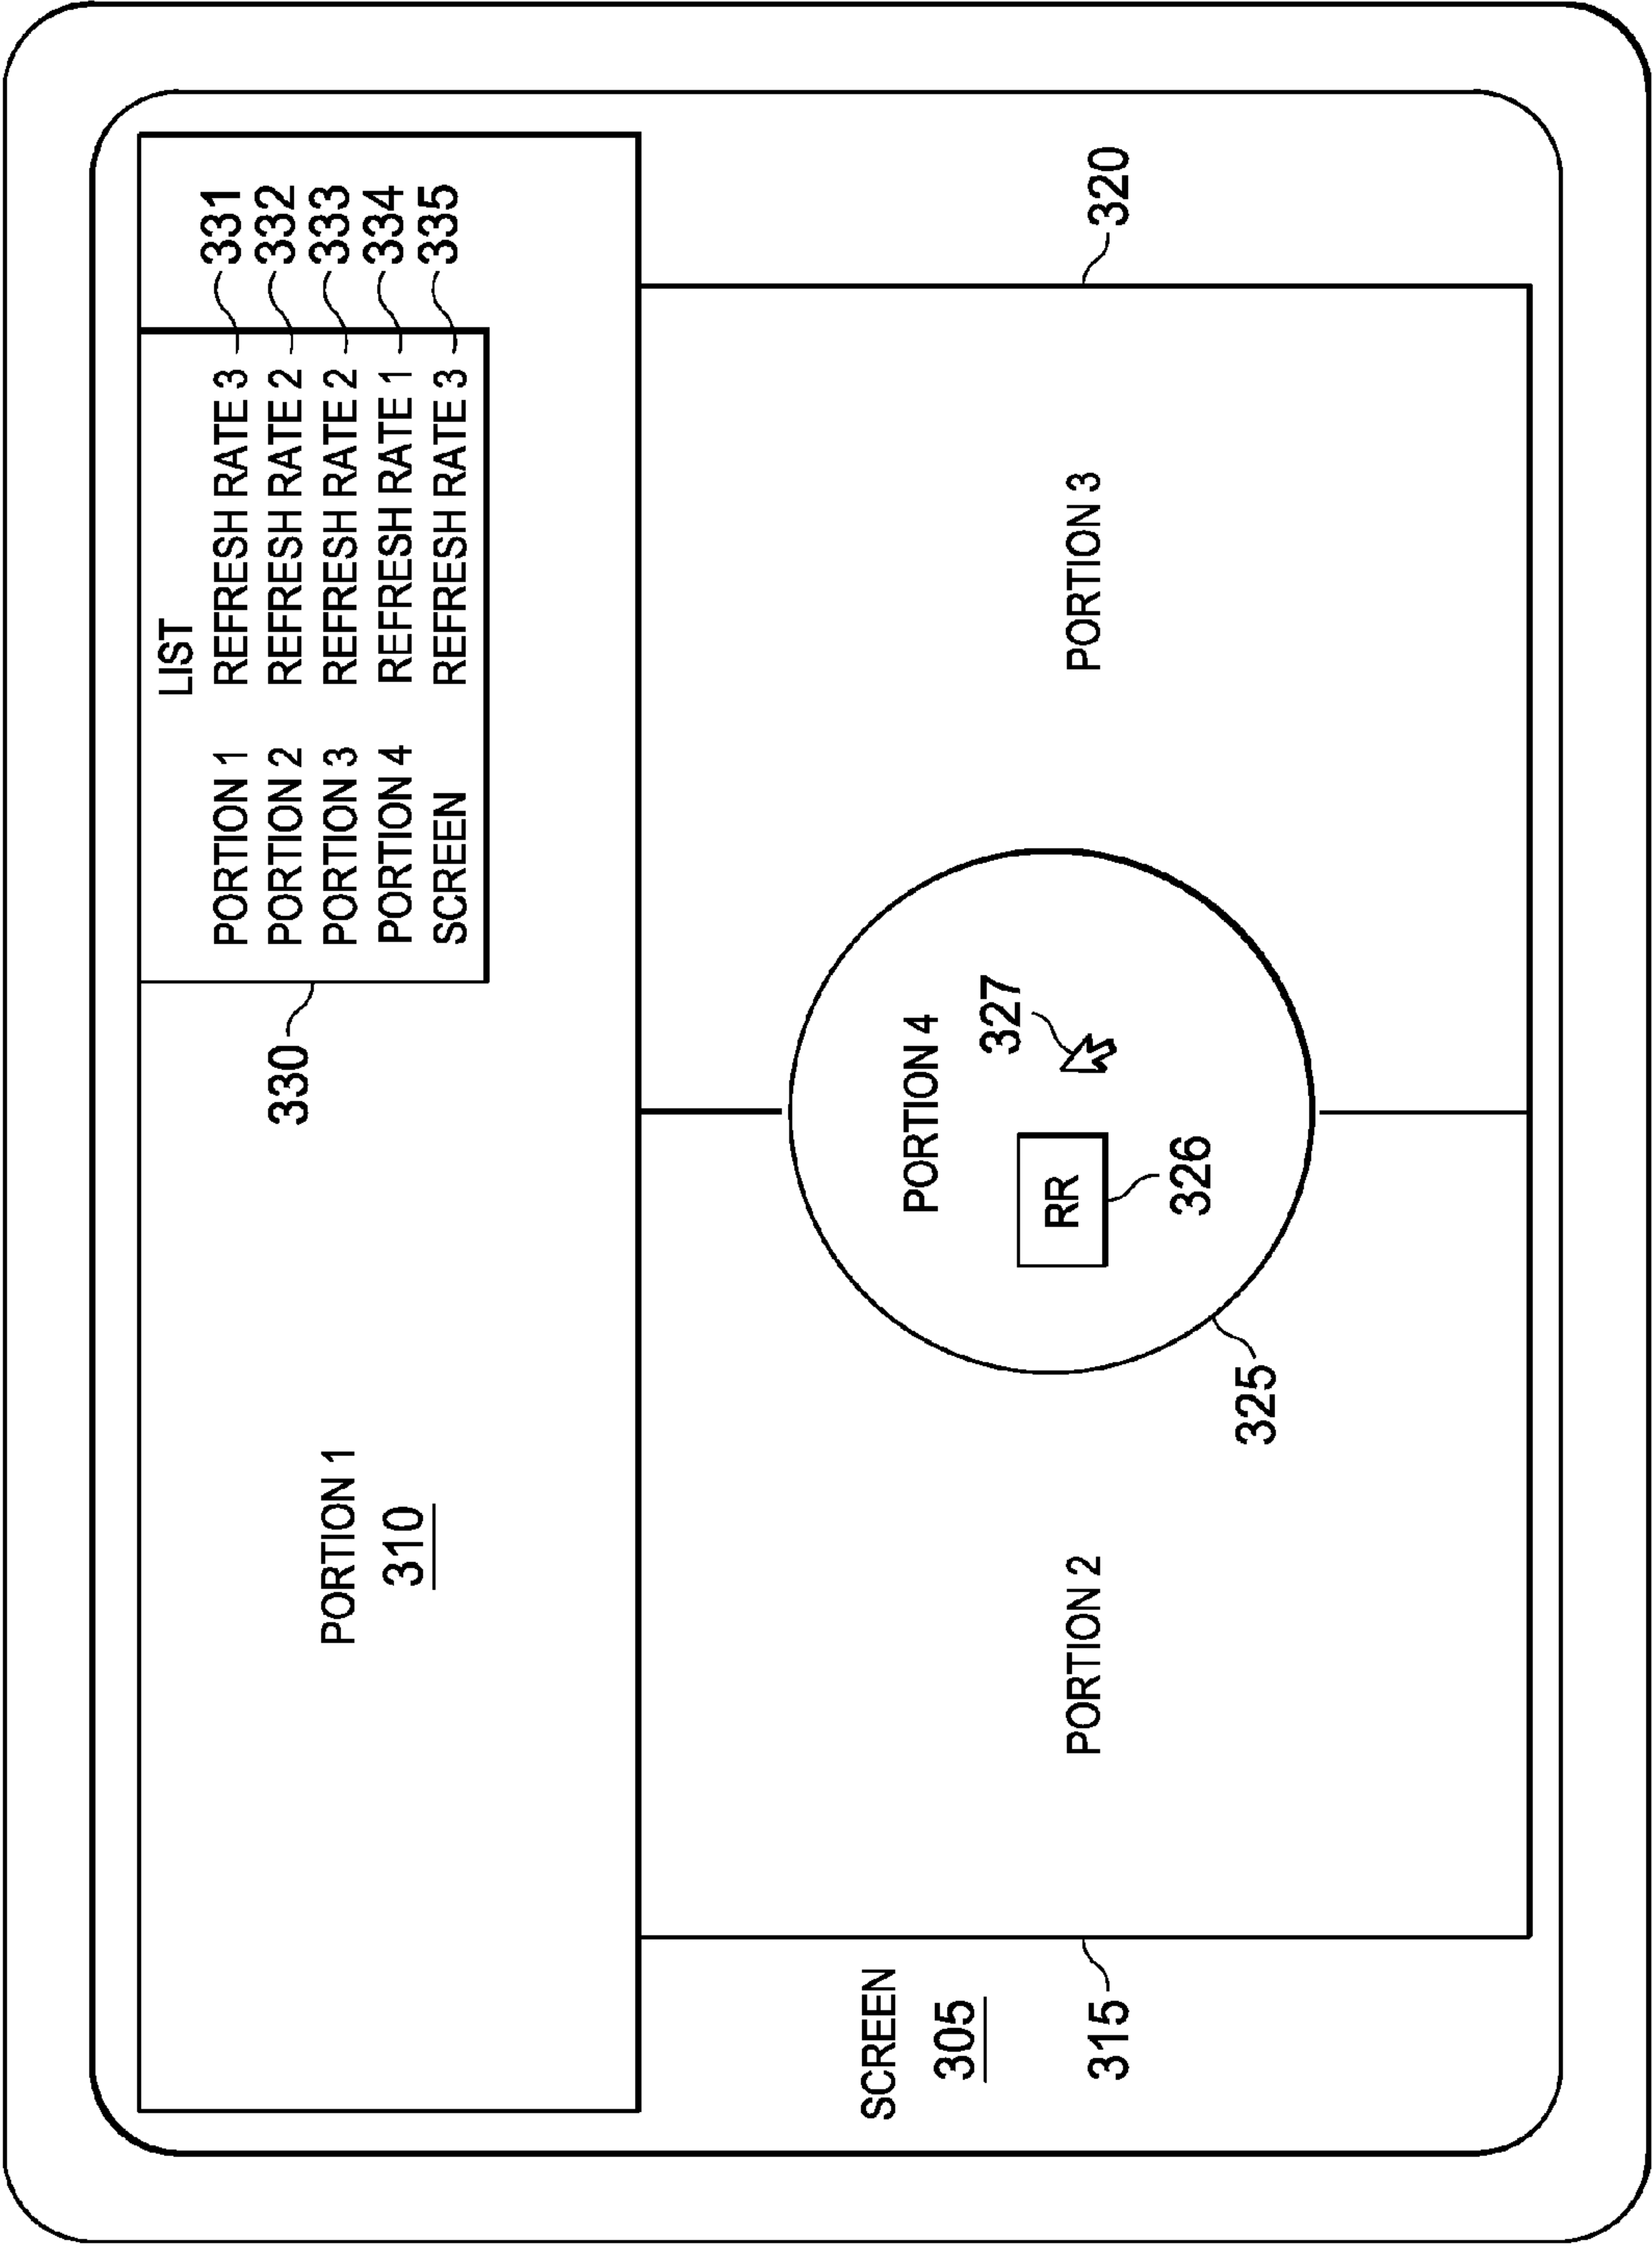 LIST
PORTION 1 REFRESH RATE 3 331
PORTION 2 REFRESH RATE 2 332
PORTION 3 REFRESH RATE 2 333
PORTION 4 REFRESH RATE 1 334
SCREEN REFRESH RATE 3 335
330
PORTION 1
310
PORTION 4
327
RR
326
325
PORTION 2
PORTION 3
SCREEN
305
315
320